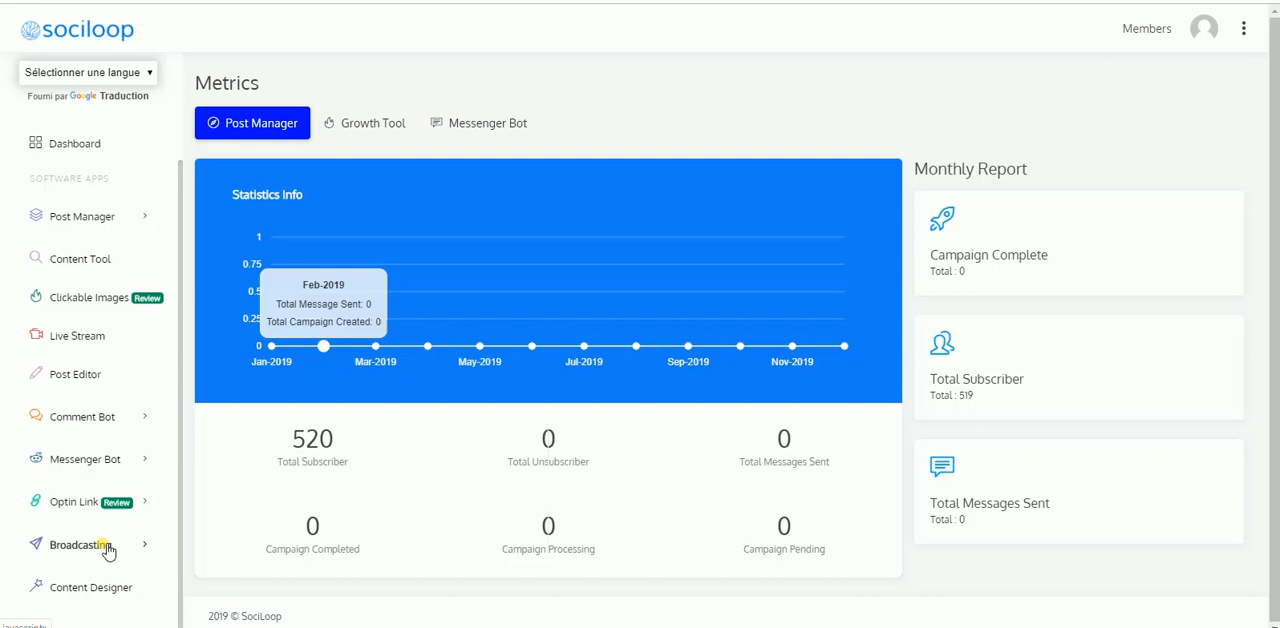 sociloop
Members
Sélectionner une langue ▾
Fourni par Google Traduction
Dashboard
SOFTWARE APPS
Post Manager
Content Tool
Clickable Images Review
Live Stream
Post Editor
Comment Bot
Messenger Bot
Optin Link Review
Broadcasting
Content Designer
Metrics
Post Manager Growth Tool Messenger Bot
Statistics Info
1
0.75
0.5
0.25
0
Feb-2019
Total Message Sent: 0
Total Campaign Created: 0
Jan-2019 Mar-2019 May-2019 Jul-2019 Sep-2019 Nov-2019
520 0 0
Total Subscriber Total Unsubscriber Total Messages Sent
0 0 0
Campaign Completed Campaign Processing Campaign Pending
Monthly Report
Campaign Complete
Total : 0
Total Subscriber
Total : 519
Total Messages Sent
Total : 0
2019 © SociLoop